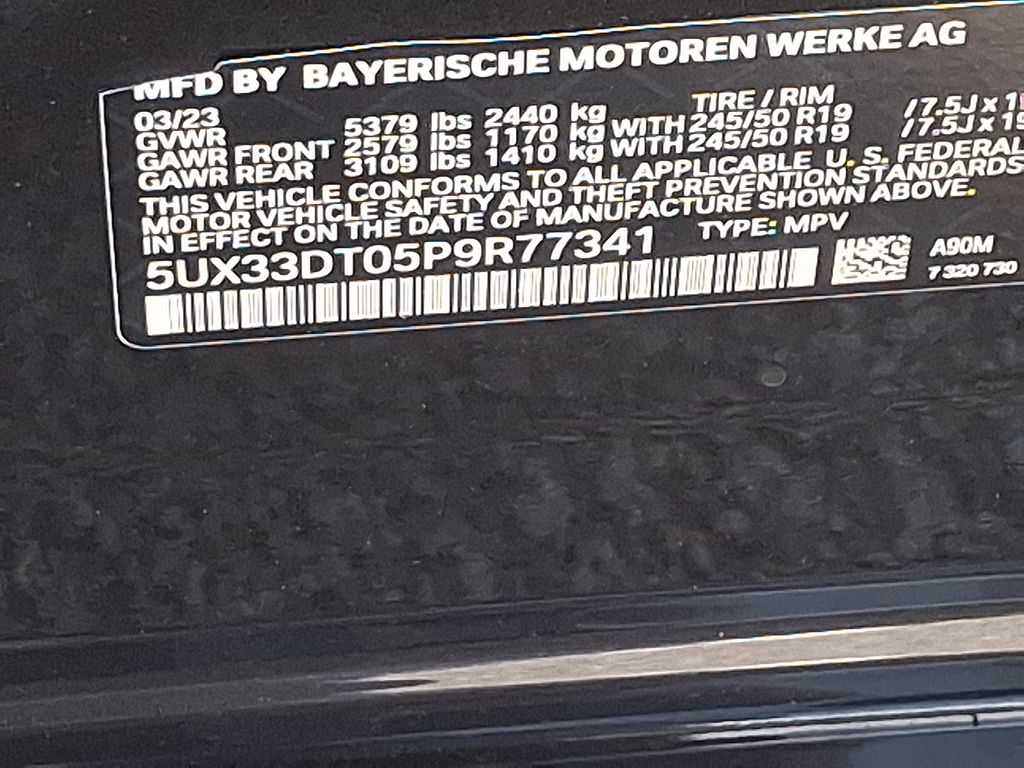 MFD BY BAYERISCHE MOTOREN WERKE AG
03/23 TIRE / RIM
GVWR 5379 lbs 2440 kg
GAWR FRONT 2579 lbs 1170 kg WITH 245/50 R19 / 7.5J x
GAWR REAR 3109 lbs 1410 kg WITH 245/50 R19 / 7.5J x 19
THIS VEHICLE CONFORMS TO ALL APPLICABLE U. S. FEDERAL
MOTOR VEHICLE SAFETY AND THEFT PREVENTION STANDARDS
IN EFFECT ON THE DATE OF MANUFACTURE SHOWN ABOVE.
5UX33DT05P9R77341 TYPE: MPV
A90M
7 320 730